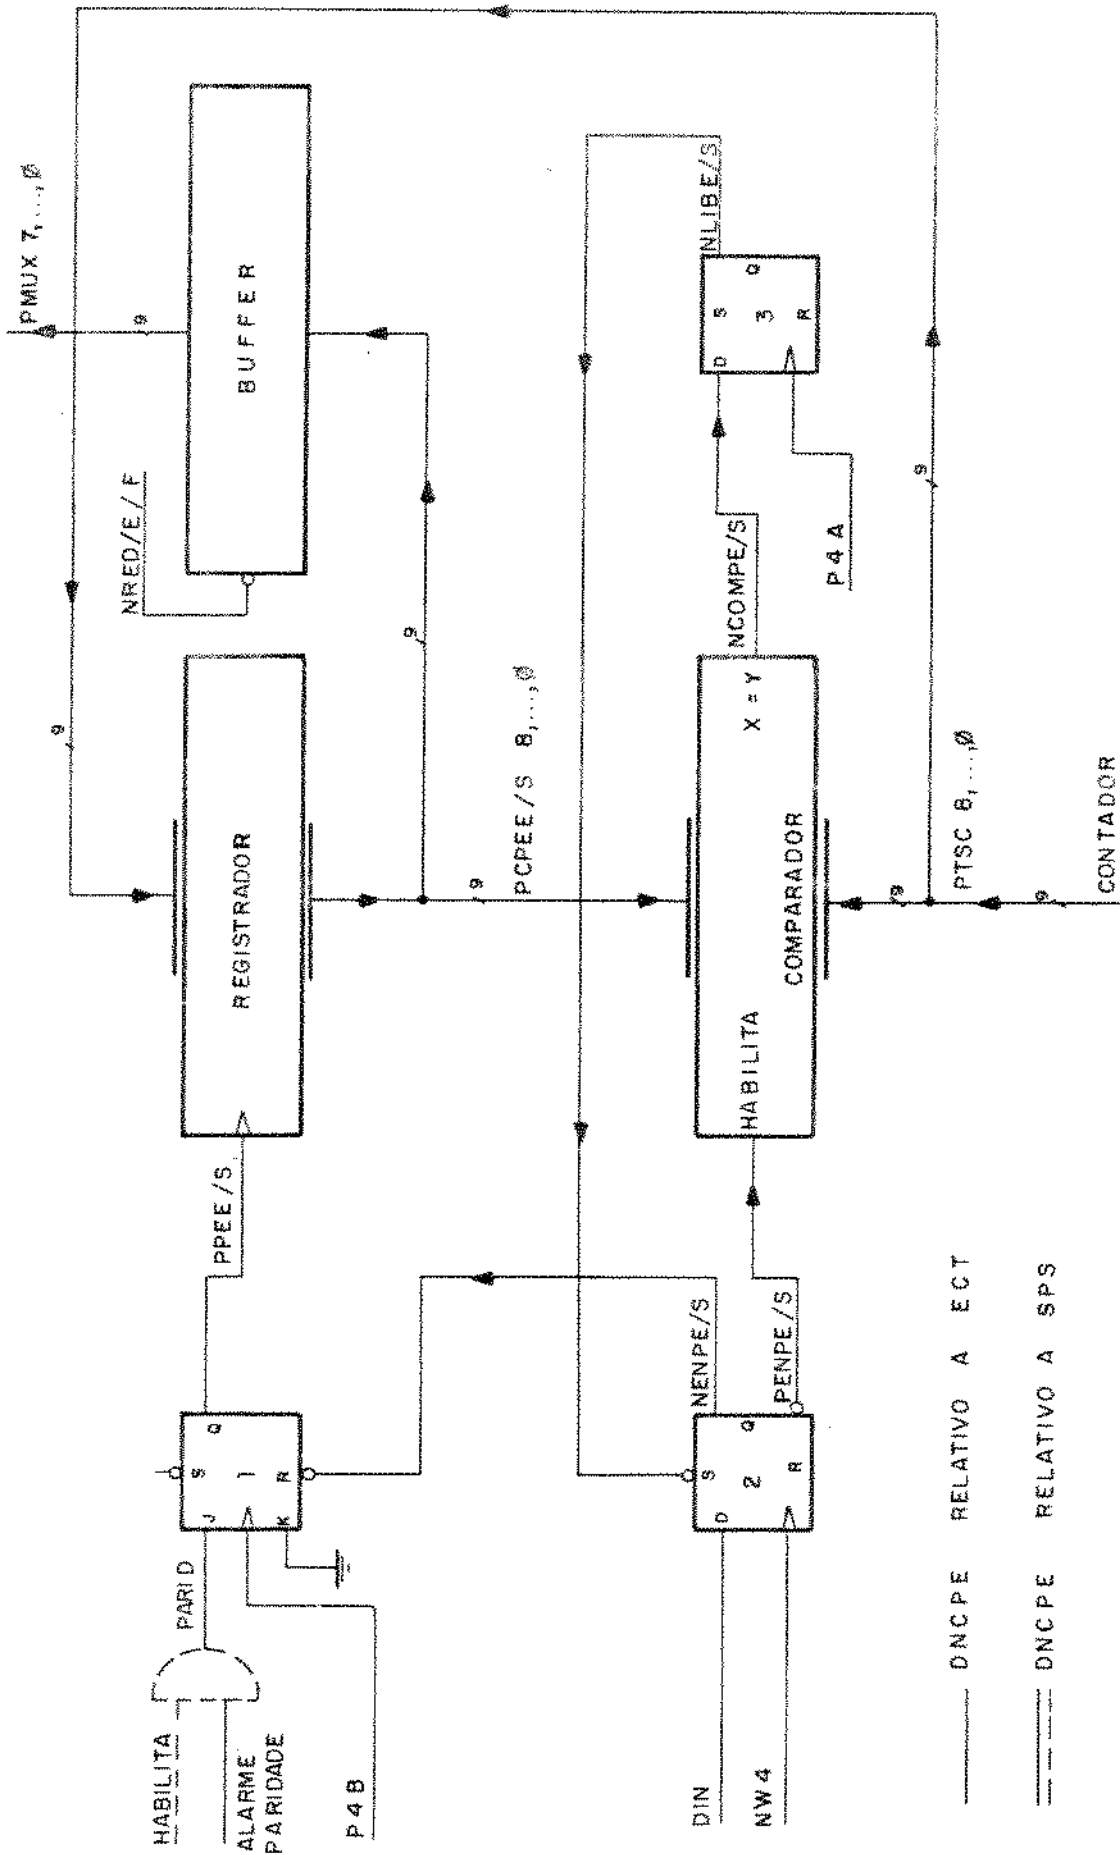 HABILITA
ALARME
PARIDADE
PARID
P4B
J
S
1
K
R
Q
PPEE/S
REGISTRADOR
9
NRED/E/F
BUFFER
9
PMUX 7,...,Ø
9
PCPEE/S 8,...,Ø
9
DIN
NW4
D
S
2
R
Q
NENPE/S
PENPE/S
HABILITA
COMPARADOR
X = Y
NCOMPE/S
P4A
D
S
3
R
Q
NLIBE/S
9
PTSC 8,...,Ø
9
9
CONTADOR
DNCPE RELATIVO A ECT
DNCPE RELATIVO A SPS